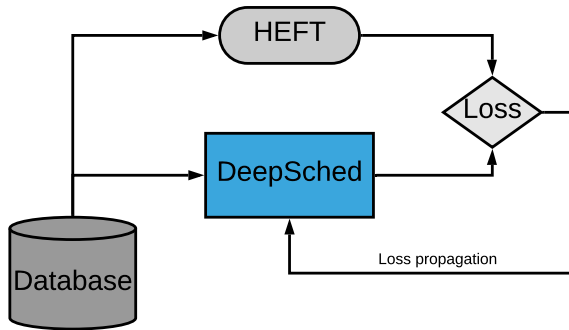 HEFT
Loss
DeepSched
Loss propagation
Database